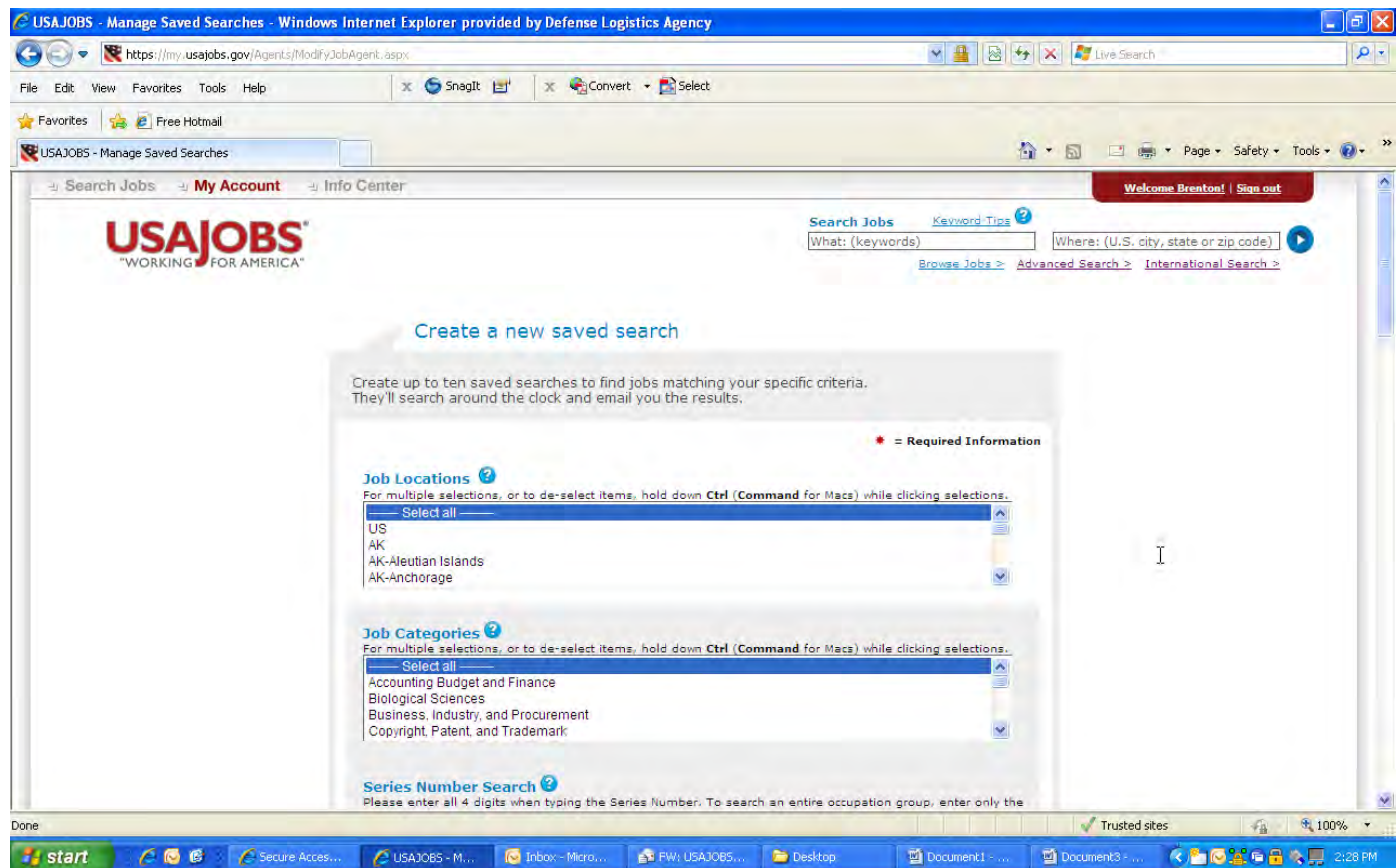 USAJOBS - Manage Saved Searches - Windows Internet Explorer provided by Defense Logistics Agency
https://my.usajobs.gov/Agents/ModifyJobAgent.aspx
Live Search
File Edit View Favorites Tools Help
x SnagIt
x Convert Select
Favorites Free Hotmail
USAJOBS - Manage Saved Searches
Page Safety Tools
Search Jobs My Account Info Center
Welcome Brenton! | Sign out
USAJOBS
"WORKING FOR AMERICA"
Search Jobs Keyword Tips
What: (keywords) Where: (U.S. city, state or zip code)
Browse Jobs > Advanced Search > International Search >
Create a new saved search
Create up to ten saved searches to find jobs matching your specific criteria.
They'll search around the clock and email you the results.
* = Required Information
Job Locations
For multiple selections, or to de-select items, hold down Ctrl (Command for Macs) while clicking selections.
------ Select all ------
US
AK
AK-Aleutian Islands
AK-Anchorage
Job Categories
For multiple selections, or to de-select items, hold down Ctrl (Command for Macs) while clicking selections.
------ Select all ------
Accounting Budget and Finance
Biological Sciences
Business, Industry, and Procurement
Copyright, Patent, and Trademark
Series Number Search
Please enter all 4 digits when typing the Series Number. To search an entire occupation group, enter only the
Done Trusted sites 100%
start Secure Acces... USAJOBS - M... Inbox - Micro... FW: USAJOBS... Desktop Document1 - ... Document3 - ... 2:28 PM